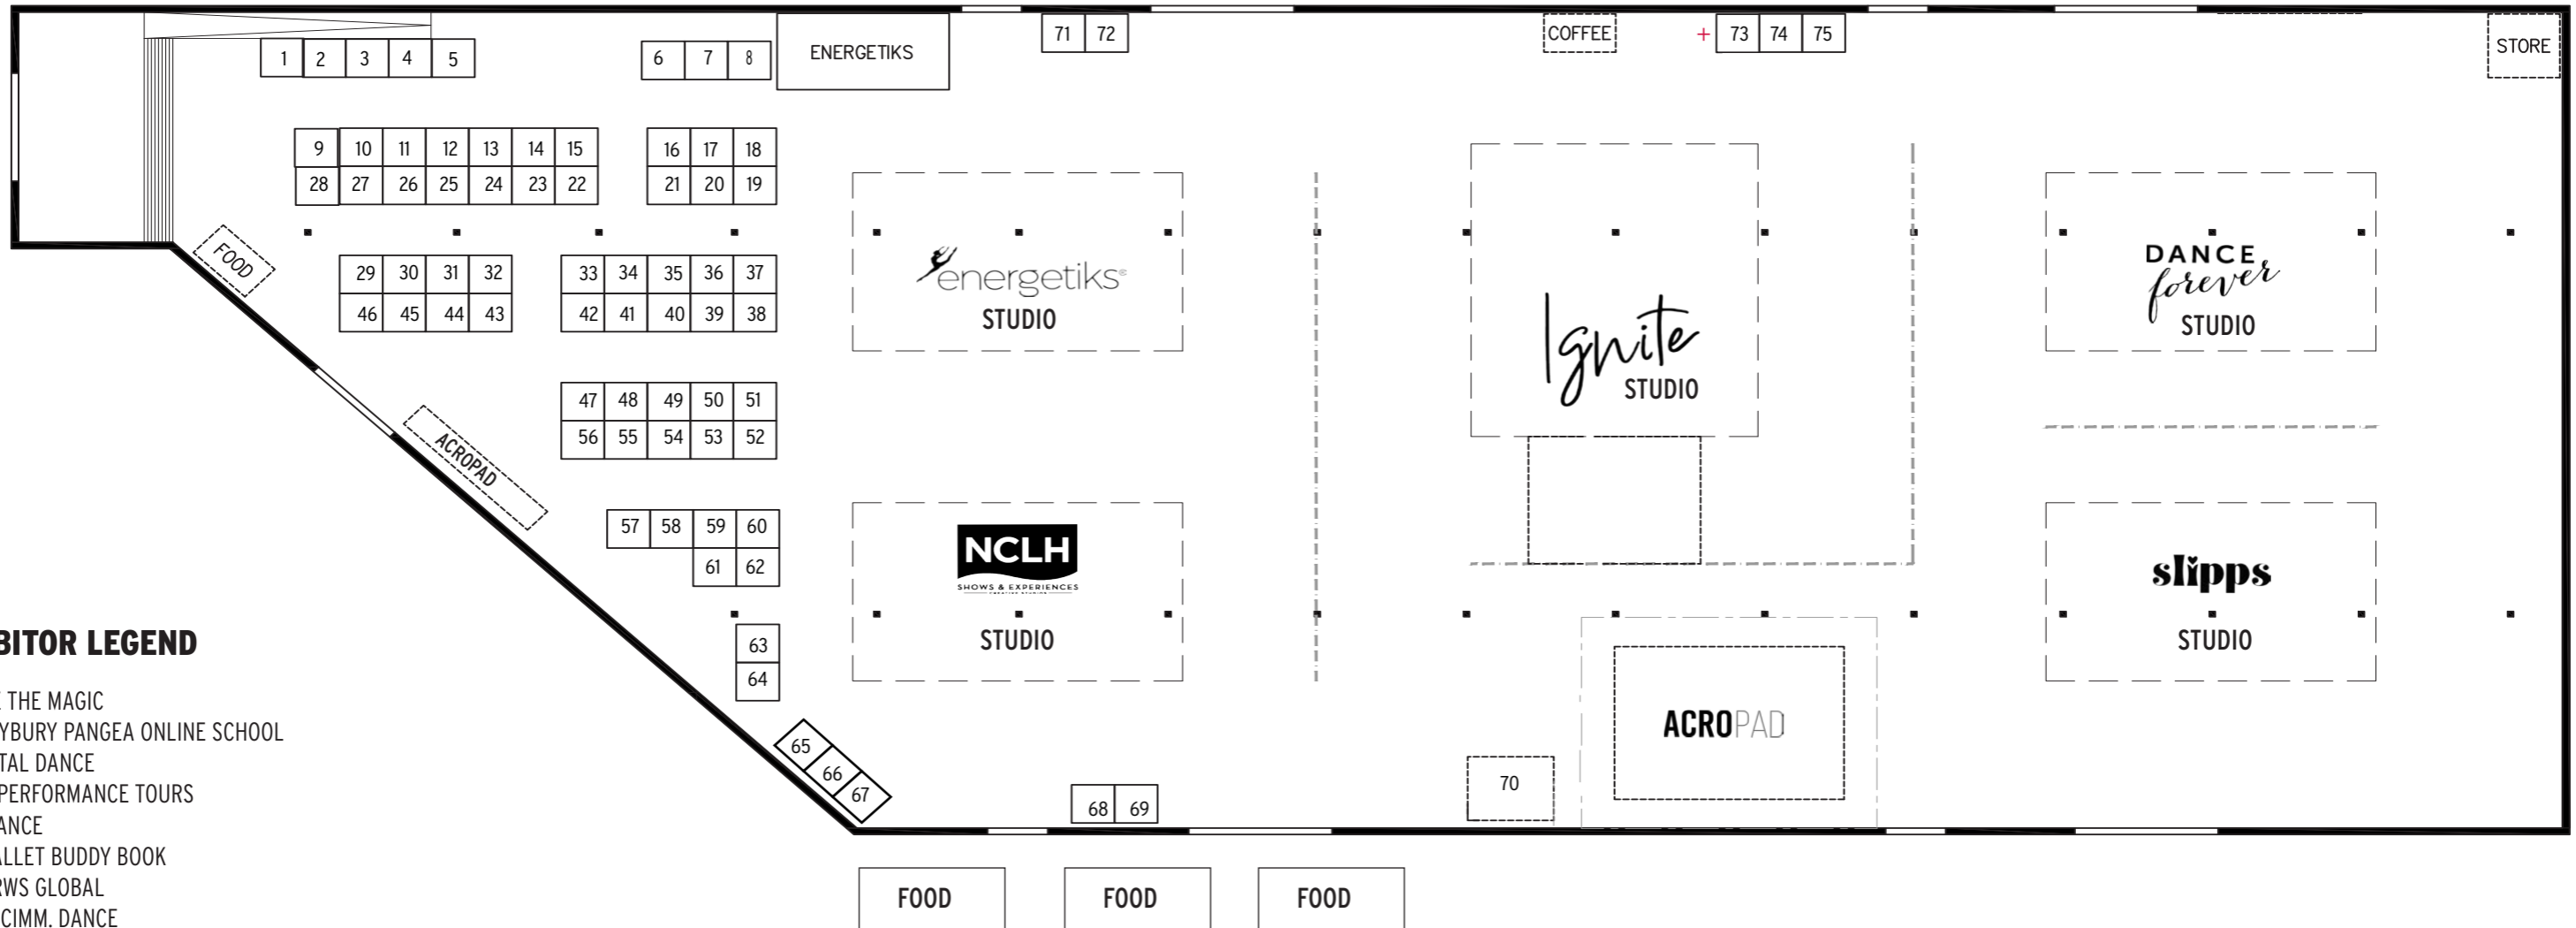 1 2 3 4 5
6 7 8
ENERGETIKS
71 72
COFFEE
+ 73 74 75
STORE
9 10 11 12 13 14 15
28 27 26 25 24 23 22
16 17 18
21 20 19
FOOD
29 30 31 32
46 45 44 43
33 34 35 36 37
42 41 40 39 38
energetiks®
STUDIO
Ignite
STUDIO
DANCE
forever
STUDIO
47 48 49 50 51
56 55 54 53 52
ACROPAD
57 58 59 60
61 62
NCLH
SHOWS & EXPERIENCES
CREATIVE STUDIOS
STUDIO
slipps
STUDIO
63
64
65
66
67
68 69
70
ACROPAD
BITOR LEGEND
E THE MAGIC
YBURY PANGEA ONLINE SCHOOL
TAL DANCE
PERFORMANCE TOURS
ANCE
ALLET BUDDY BOOK
RWS GLOBAL
CIMM. DANCE
FOOD
FOOD
FOOD